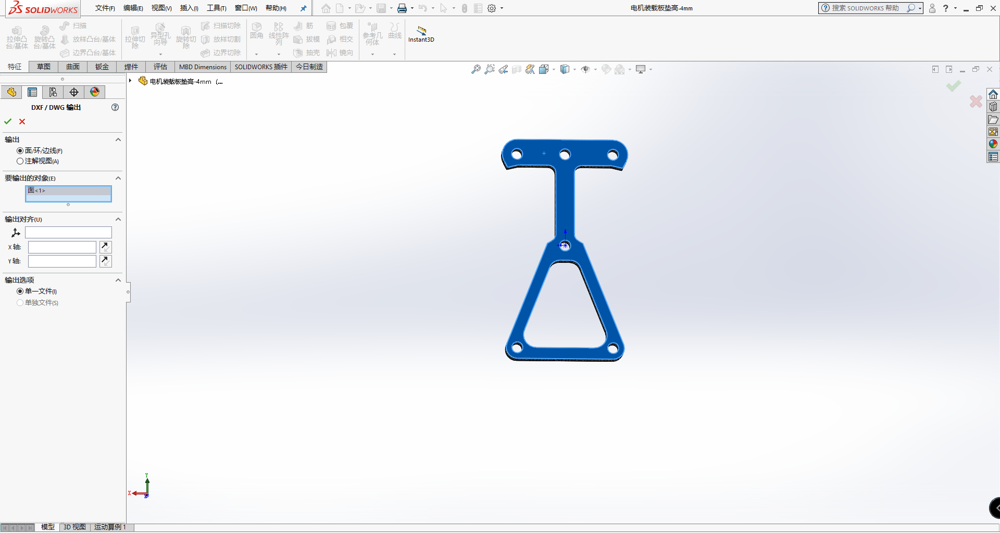 SOLIDWORKS
文件(F) 编辑(E) 视图(V) 插入(I) 工具(T) 窗口(W) 帮助(H)
电机装载板垫高-4mm
搜索 SOLIDWORKS 帮助
拉伸凸台/基体
旋转凸台/基体
扫描
放样凸台/基体
边界凸台/基体
拉伸切除
异型孔向导
旋转切除
扫描切除
放样切割
边界切除
圆角
线性阵列
筋
拔模
抽壳
包覆
相交
镜向
参考几何体
曲线
Instant3D
特征 草图 曲面 钣金 焊件 评估 MBD Dimensions SOLIDWORKS 插件 今日制造
电机装载板垫高-4mm (...
DXF / DWG 输出
输出
面/环/边线(F)
注解视图(A)
要输出的对象(E)
面<1>
输出对齐(U)
X 轴:
Y 轴:
输出选项
单一文件(I)
单独文件(S)
Y
X
Z
模型 3D 视图 运动算例 1